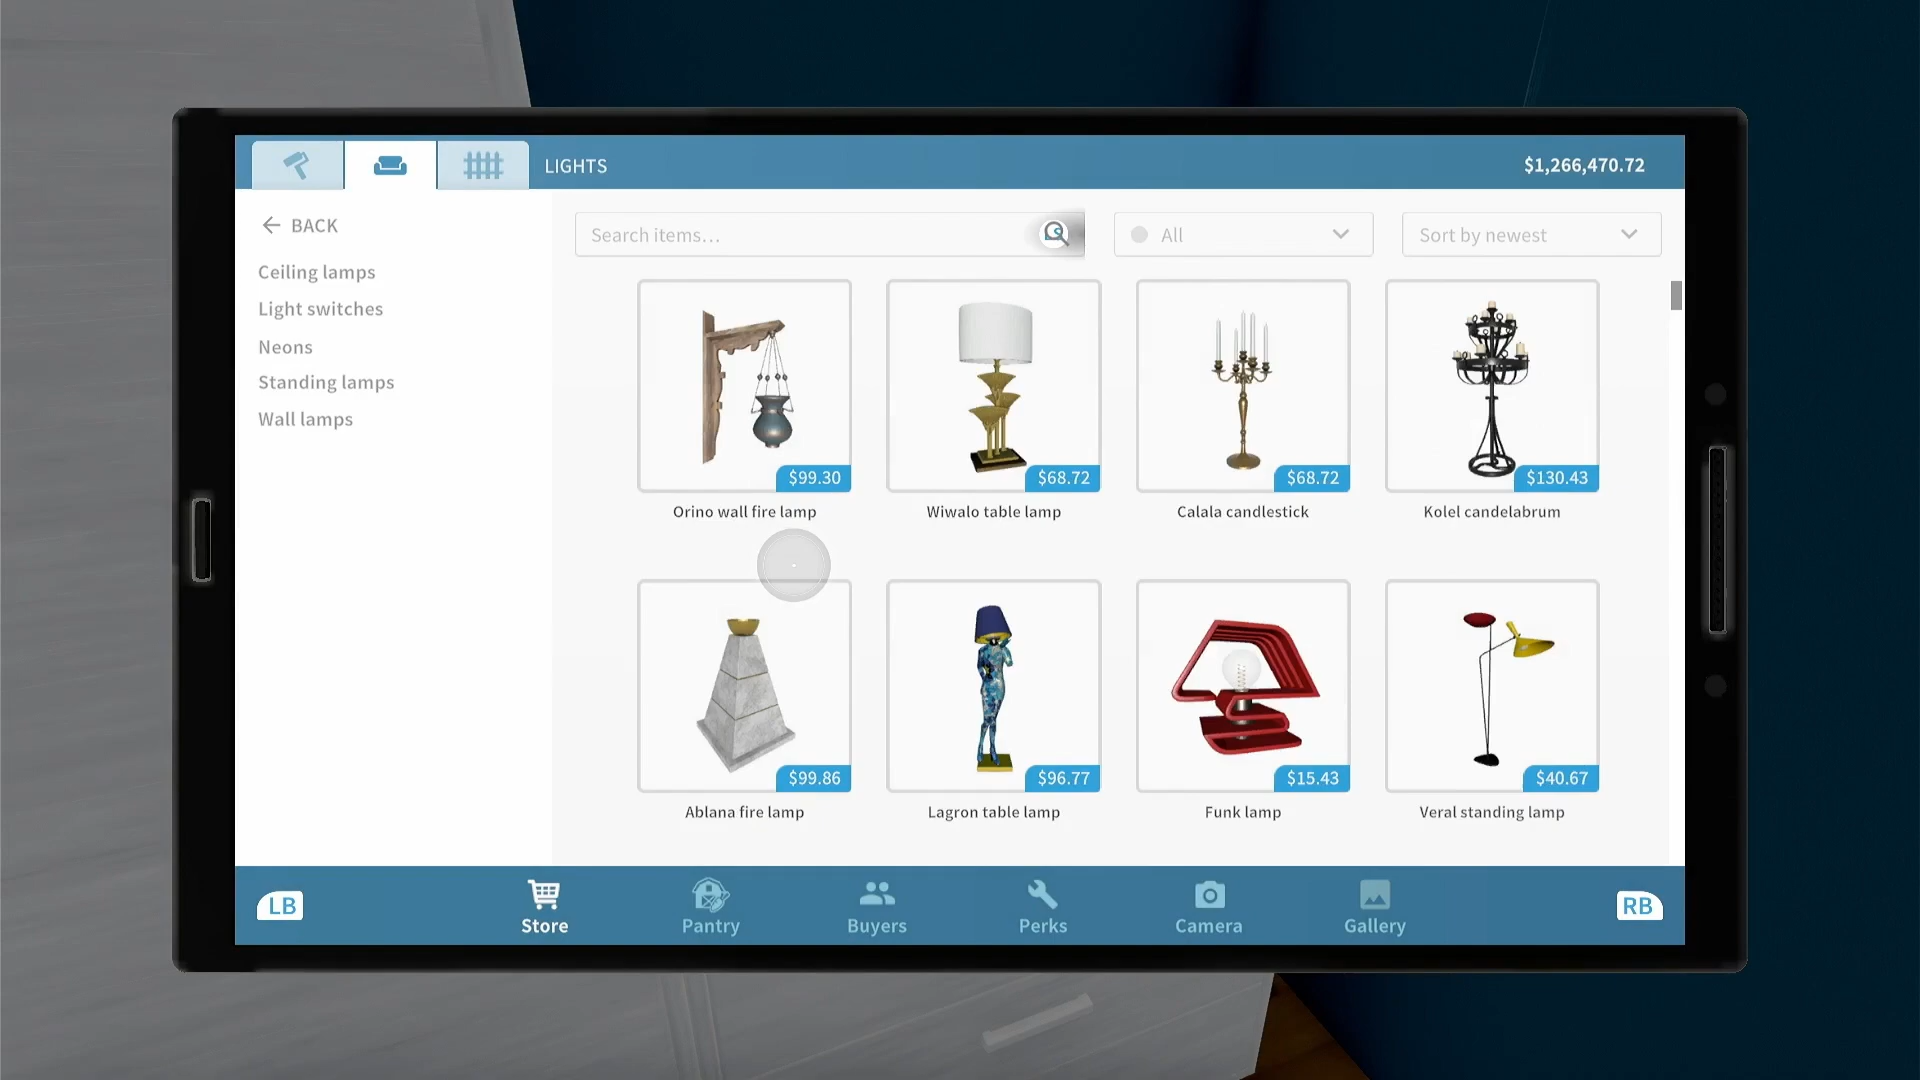 LIGHTS
$1,266,470.72
BACK
Ceiling lamps
Light switches
Neons
Standing lamps
Wall lamps
Search items...
All
Sort by newest
$99.30
$68.72
$68.72
$130.43
Orino wall fire lamp
Wiwalo table lamp
Calala candlestick
Kolel candelabrum
$99.86
$96.77
$15.43
$40.67
Ablana fire lamp
Lagron table lamp
Funk lamp
Veral standing lamp
LB
Store
Pantry
Buyers
Perks
Camera
Gallery
RB